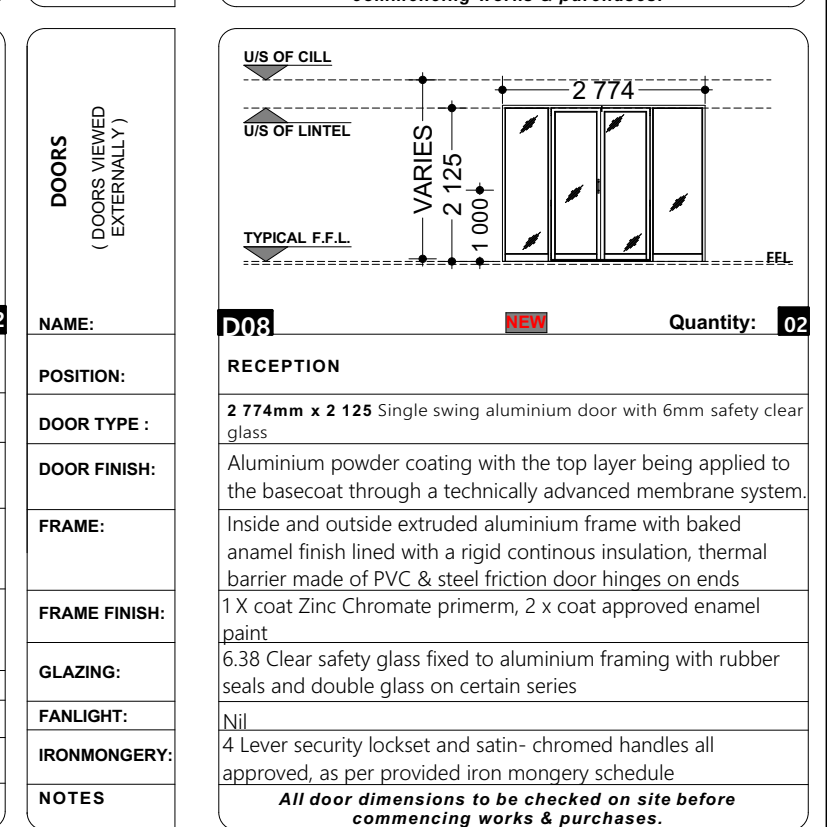 commencing works & purchases.
DOORS
( DOORS VIEWED
EXTERNALLY )
U/S OF CILL
U/S OF LINTEL
TYPICAL F.F.L.
VARIES
2 125
1 000
2 774
FFL
2
NAME:
D08
NEW
Quantity:
02
POSITION:
RECEPTION
DOOR TYPE :
2 774mm x 2 125 Single swing aluminium door with 6mm safety clear
glass
DOOR FINISH:
Aluminium powder coating with the top layer being applied to
the basecoat through a technically advanced membrane system.
FRAME:
Inside and outside extruded aluminium frame with baked
anamel finish lined with a rigid continous insulation, thermal
barrier made of PVC & steel friction door hinges on ends
FRAME FINISH:
1 X coat Zinc Chromate primerm, 2 x coat approved enamel
paint
GLAZING:
6.38 Clear safety glass fixed to aluminium framing with rubber
seals and double glass on certain series
FANLIGHT:
Nil
IRONMONGERY:
4 Lever security lockset and satin- chromed handles all
approved, as per provided iron mongery schedule
NOTES
All door dimensions to be checked on site before
commencing works & purchases.